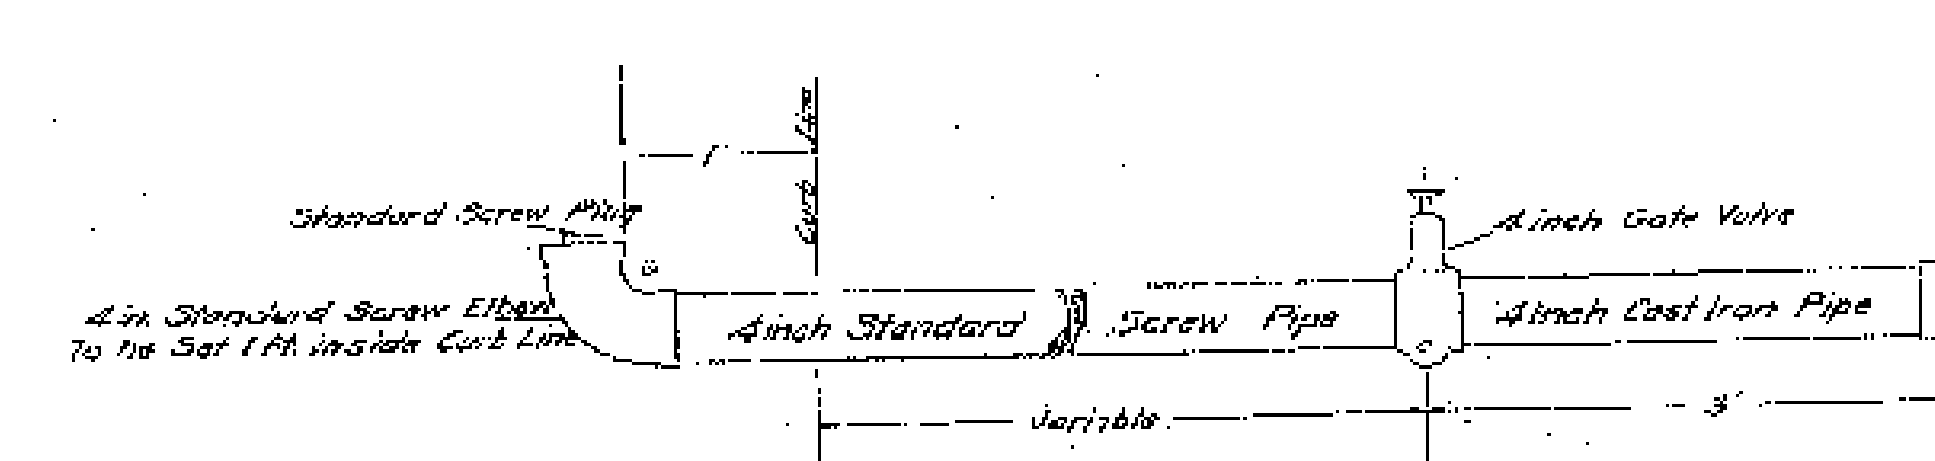 Curb Line
1'
Standard Screw Plug
4 inch Gate Valve
4 in. Standard Screw Elbow
To be Set 1 ft. inside Curb Line
4 inch Standard
Screw Pipe
4 inch Cast Iron Pipe
Variable
3'